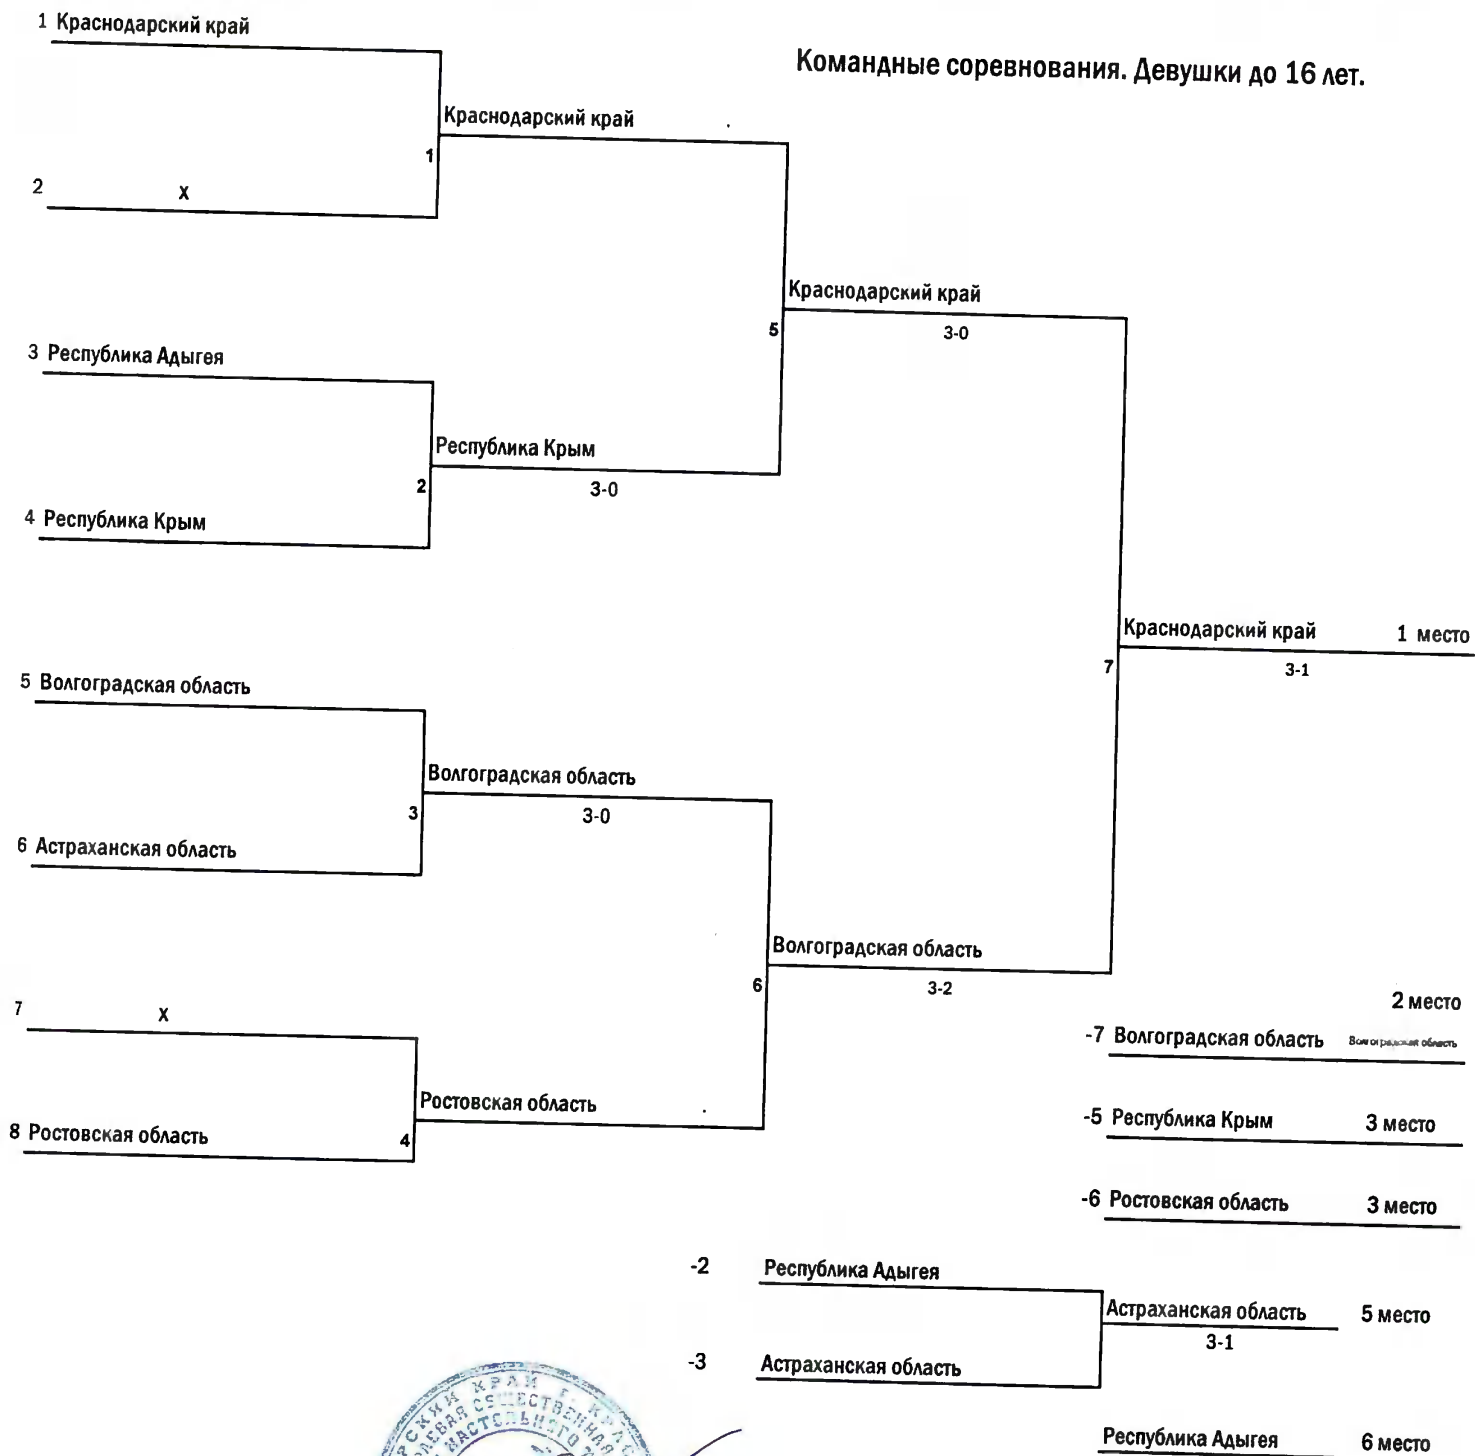 Командные соревнования. Девушки до 16 лет.
1 Краснодарский край
Краснодарский край
1
2 X
Краснодарский край
3-0
5
3 Республика Адыгея
Республика Крым
3-0
2
4 Республика Крым
Краснодарский край 1 место
3-1
7
5 Волгоградская область
Волгоградская область
3-0
3
6 Астраханская область
Волгоградская область
3-2
6
7 X
Ростовская область
4
8 Ростовская область
2 место
-7 Волгоградская область Волгоградская область
-5 Республика Крым 3 место
-6 Ростовская область 3 место
-2 Республика Адыгея
Астраханская область 5 место
3-1
-3 Астраханская область
Республика Адыгея 6 место
КРАЙ Г.
НАСТОЛЬНОГО